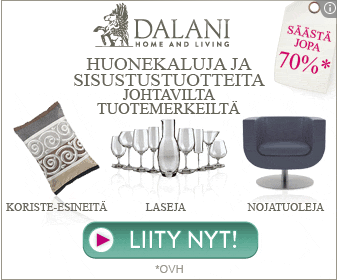 DALANI
HOME AND LIVING
SÄÄSTÄ
JOPA
70%*
HUONEKALUJA JA
SISUSTUSTUOTTEITA
JOHTAVILTA
TUOTEMERKEILTÄ
KORISTE-ESINEITÄ LASEJA NOJATUOLEJA
LIITY NYT!
*OVH